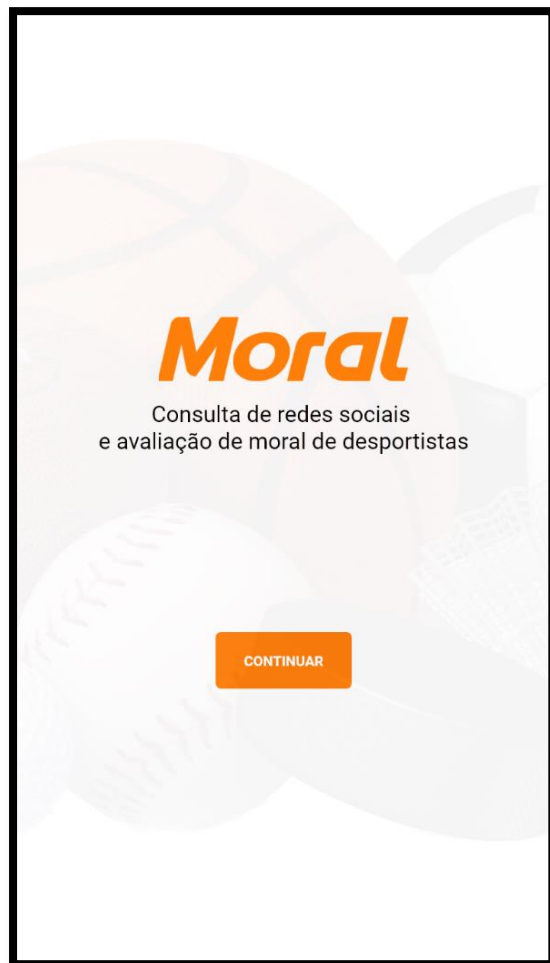 Moral
Consulta de redes sociais
e avaliação de moral de desportistas
CONTINUAR